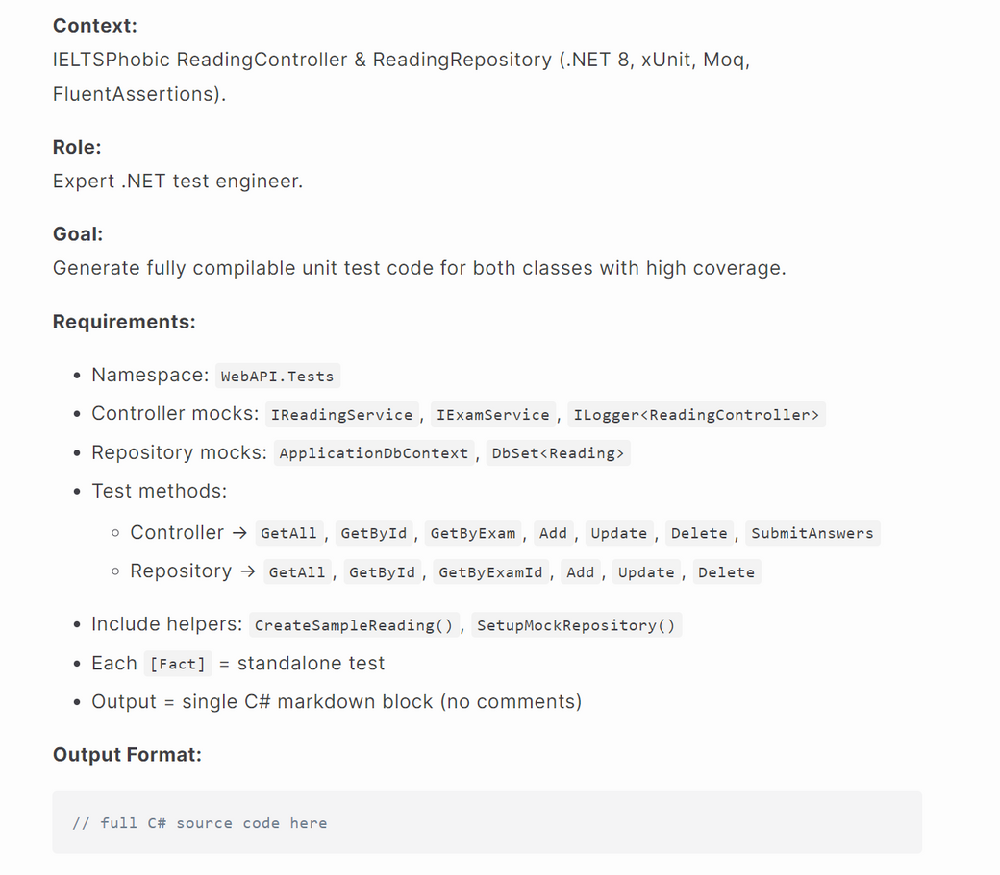 Context:
IELTSPhobic ReadingController & ReadingRepository (.NET 8, xUnit, Moq,
FluentAssertions).
Role:
Expert .NET test engineer.
Goal:
Generate fully compilable unit test code for both classes with high coverage.
Requirements:
• Namespace: WebAPI.Tests
• Controller mocks: IReadingService, IExamService, ILogger<ReadingController>
• Repository mocks: ApplicationDbContext, DbSet<Reading>
• Test methods:
○ Controller → GetAll, GetById, GetByExam, Add, Update, Delete, SubmitAnswers
○ Repository → GetAll, GetById, GetByExamId, Add, Update, Delete
• Include helpers: CreateSampleReading(), SetupMockRepository()
• Each [Fact] = standalone test
• Output = single C# markdown block (no comments)
Output Format:
// full C# source code here